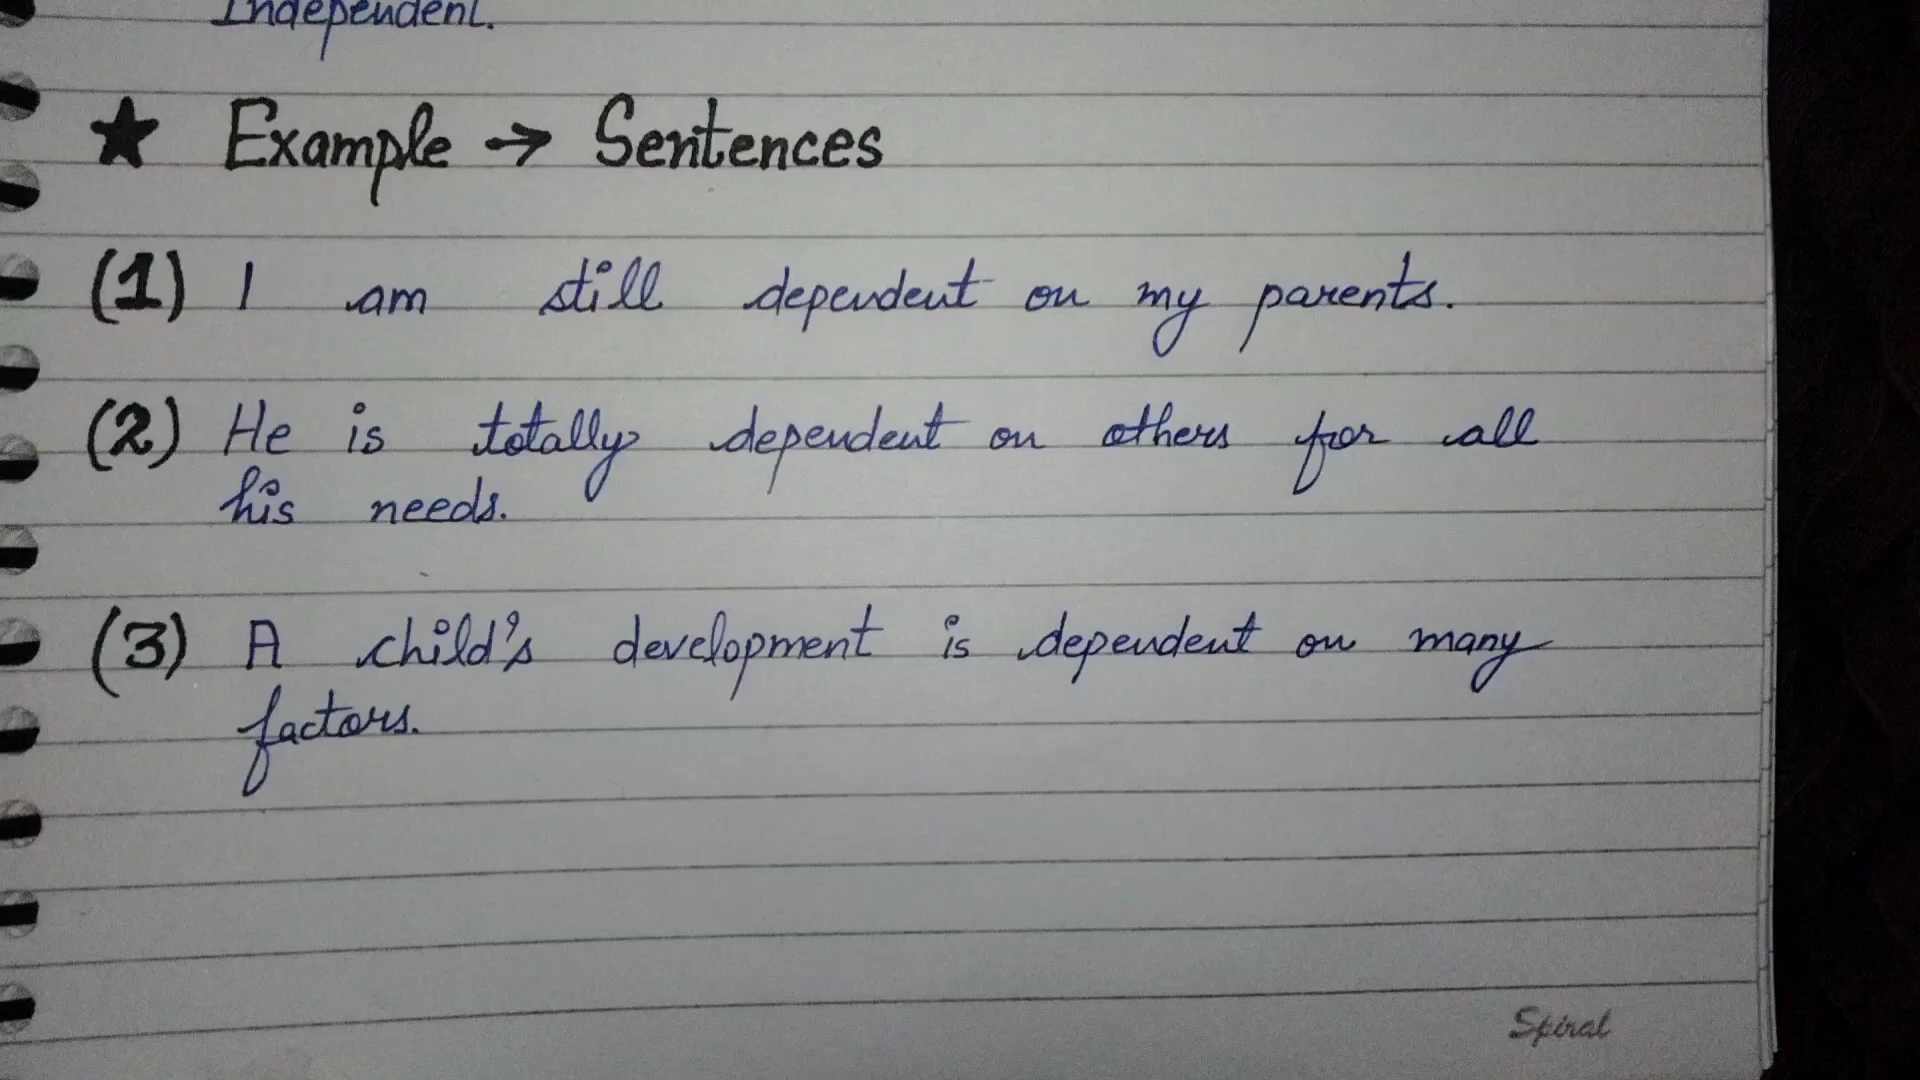 Independent.
★ Example → Sentences
(1) I am still dependent on my parents.
(2) He is totally dependent on others for all
his needs.
(3) A child's development is dependent on many
factors.
Spiral